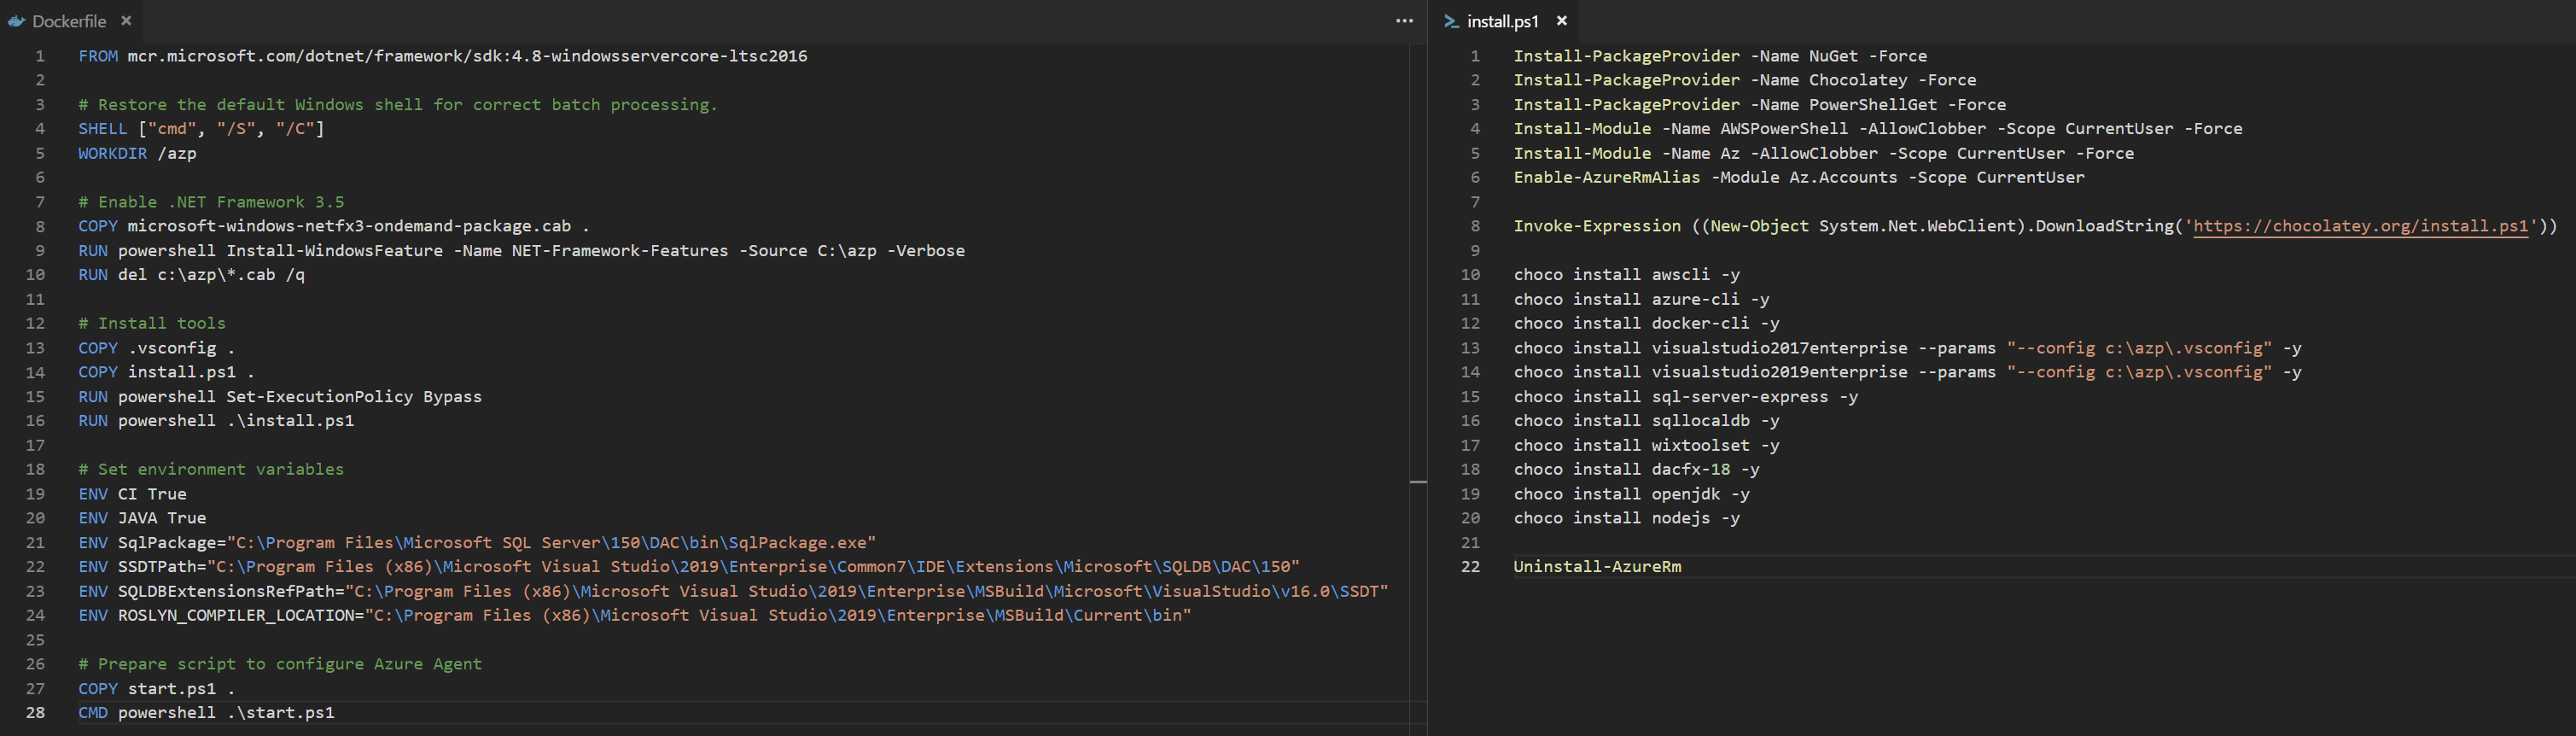 Dockerfile ×
1 FROM mcr.microsoft.com/dotnet/framework/sdk:4.8-windowsservercore-ltsc2016
2
3 # Restore the default Windows shell for correct batch processing.
4 SHELL ["cmd", "/S", "/C"]
5 WORKDIR /azp
6
7 # Enable .NET Framework 3.5
8 COPY microsoft-windows-netfx3-ondemand-package.cab .
9 RUN powershell Install-WindowsFeature -Name NET-Framework-Features -Source C:\azp -Verbose
10 RUN del c:\azp\*.cab /q
11
12 # Install tools
13 COPY .vsconfig .
14 COPY install.ps1 .
15 RUN powershell Set-ExecutionPolicy Bypass
16 RUN powershell .\install.ps1
17
18 # Set environment variables
19 ENV CI True
20 ENV JAVA True
21 ENV SqlPackage="C:\Program Files\Microsoft SQL Server\150\DAC\bin\SqlPackage.exe"
22 ENV SSDTPath="C:\Program Files (x86)\Microsoft Visual Studio\2019\Enterprise\Common7\IDE\Extensions\Microsoft\SQLDB\DAC\150"
23 ENV SQLDBExtensionsRefPath="C:\Program Files (x86)\Microsoft Visual Studio\2019\Enterprise\MSBuild\Microsoft\VisualStudio\v16.0\SSDT"
24 ENV ROSLYN_COMPILER_LOCATION="C:\Program Files (x86)\Microsoft Visual Studio\2019\Enterprise\MSBuild\Current\bin"
25
26 # Prepare script to configure Azure Agent
27 COPY start.ps1 .
28 CMD powershell .\start.ps1
install.ps1 ×
1 Install-PackageProvider -Name NuGet -Force
2 Install-PackageProvider -Name Chocolatey -Force
3 Install-PackageProvider -Name PowerShellGet -Force
4 Install-Module -Name AWSPowerShell -AllowClobber -Scope CurrentUser -Force
5 Install-Module -Name Az -AllowClobber -Scope CurrentUser -Force
6 Enable-AzureRmAlias -Module Az.Accounts -Scope CurrentUser
7
8 Invoke-Expression ((New-Object System.Net.WebClient).DownloadString('https://chocolatey.org/install.ps1'))
9
10 choco install awscli -y
11 choco install azure-cli -y
12 choco install docker-cli -y
13 choco install visualstudio2017enterprise --params "--config c:\azp\.vsconfig" -y
14 choco install visualstudio2019enterprise --params "--config c:\azp\.vsconfig" -y
15 choco install sql-server-express -y
16 choco install sqllocaldb -y
17 choco install wixtoolset -y
18 choco install dacfx-18 -y
19 choco install openjdk -y
20 choco install nodejs -y
21
22 Uninstall-AzureRm